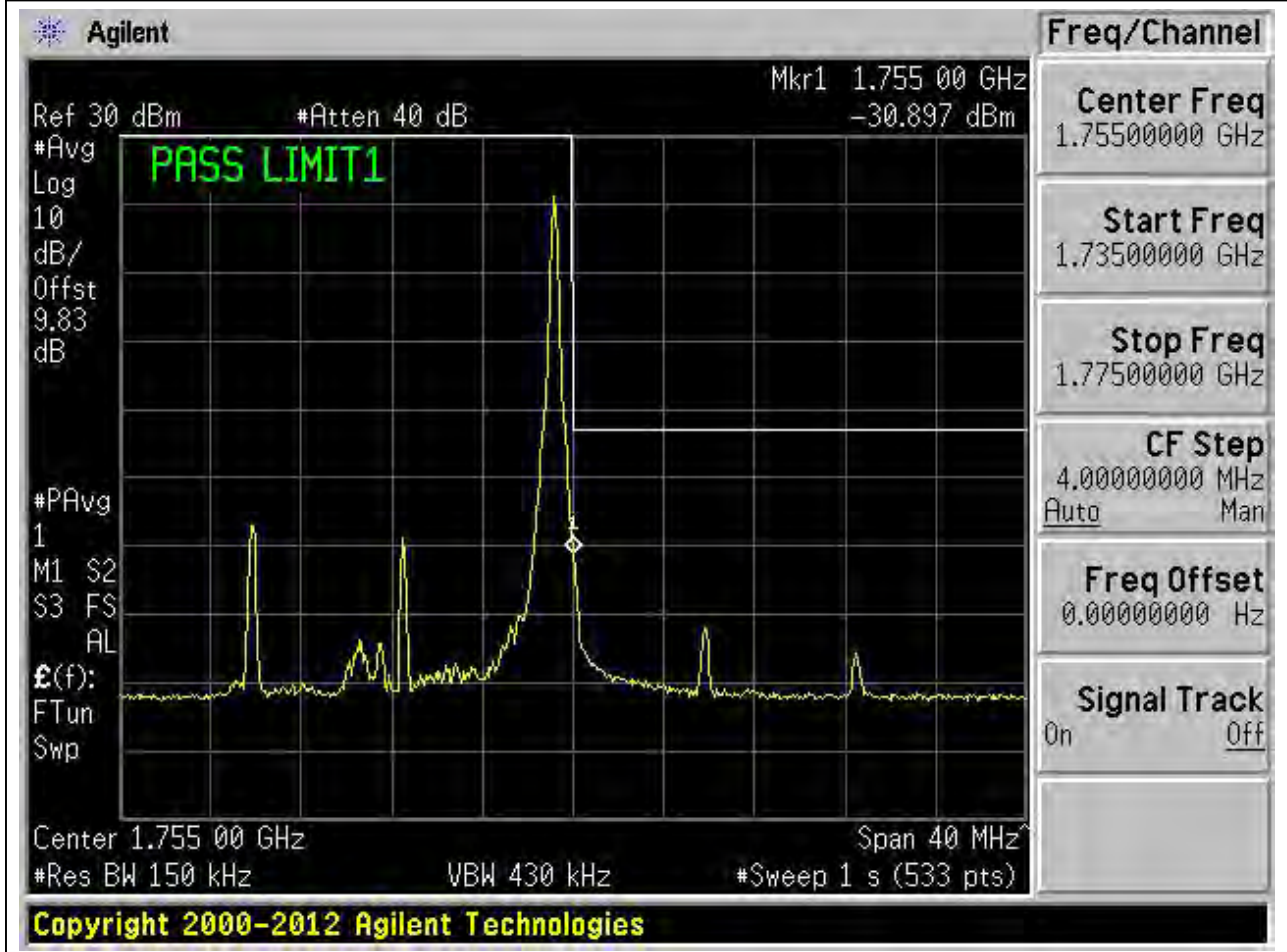 Agilent
Freq/Channel
Mkr1 1.755 00 GHz
Ref 30 dBm #Atten 40 dB -30.897 dBm
#Avg
Log
10
dB/
Offst
9.83
dB
PASS LIMIT1
#PAvg
1
M1 S2
S3 FS
AL
£(f):
FTun
Swp
1
Center 1.755 00 GHz Span 40 MHz^
#Res BW 150 kHz VBW 430 kHz #Sweep 1 s (533 pts)
Center Freq
1.75500000 GHz
Start Freq
1.73500000 GHz
Stop Freq
1.77500000 GHz
CF Step
4.00000000 MHz
Auto Man
Freq Offset
0.00000000 Hz
Signal Track
On Off
Copyright 2000-2012 Agilent Technologies